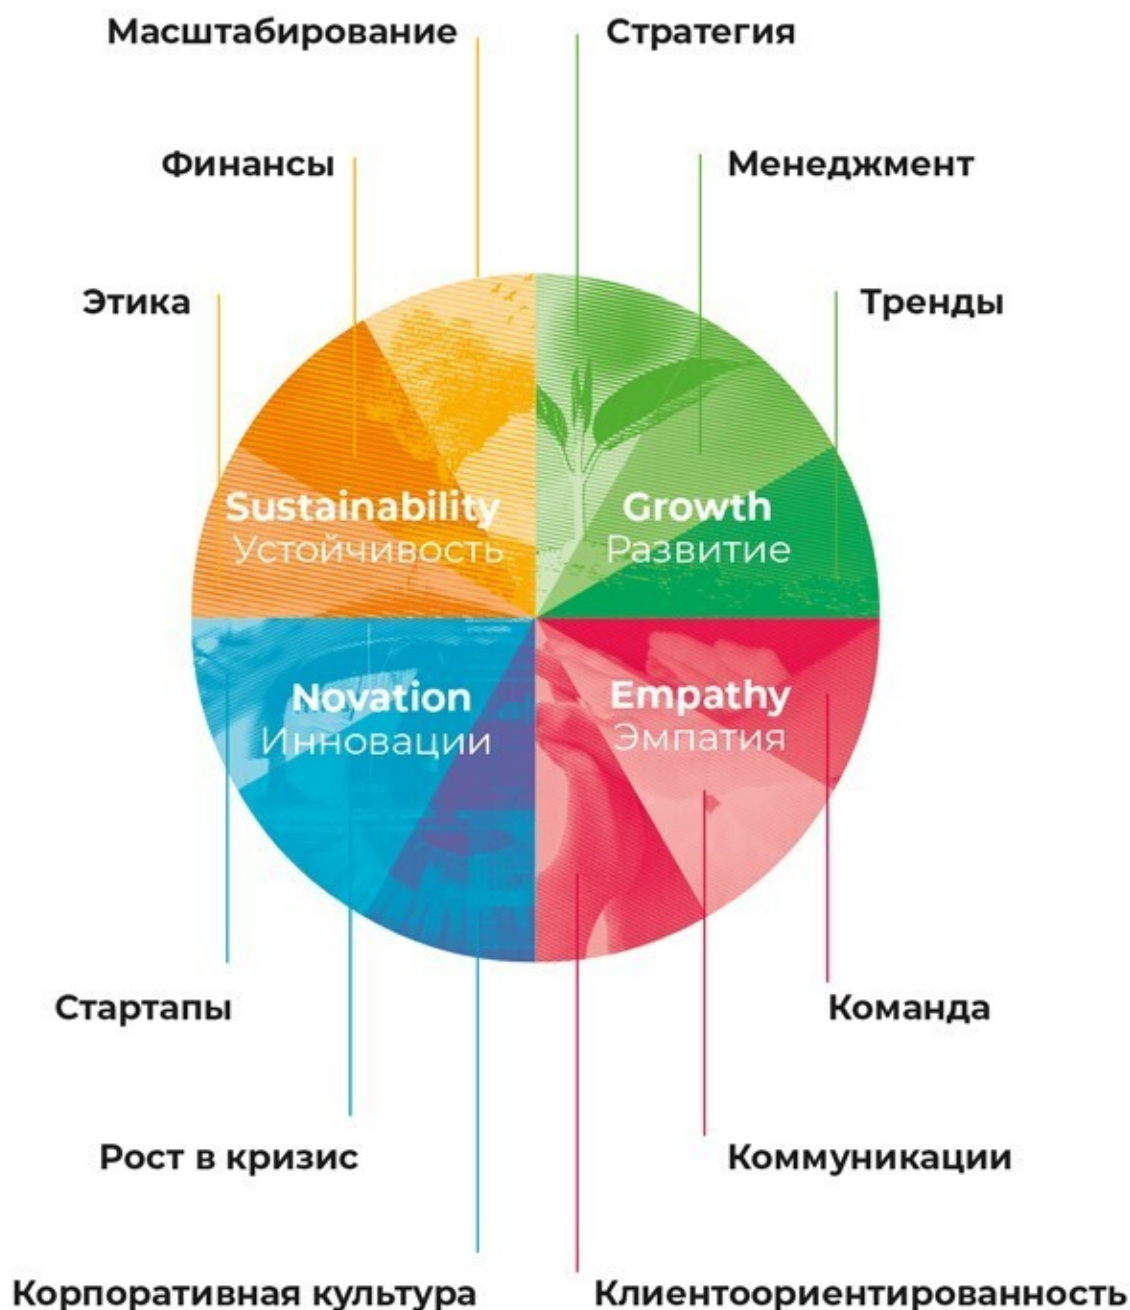 Масштабирование
Стратегия
Финансы
Менеджмент
Этика
Тренды
Sustainability
Устойчивость
Growth
Развитие
Novation
Инновации
Empathy
Эмпатия
Стартапы
Команда
Рост в кризис
Коммуникации
Корпоративная культура
Клиентоориентированность